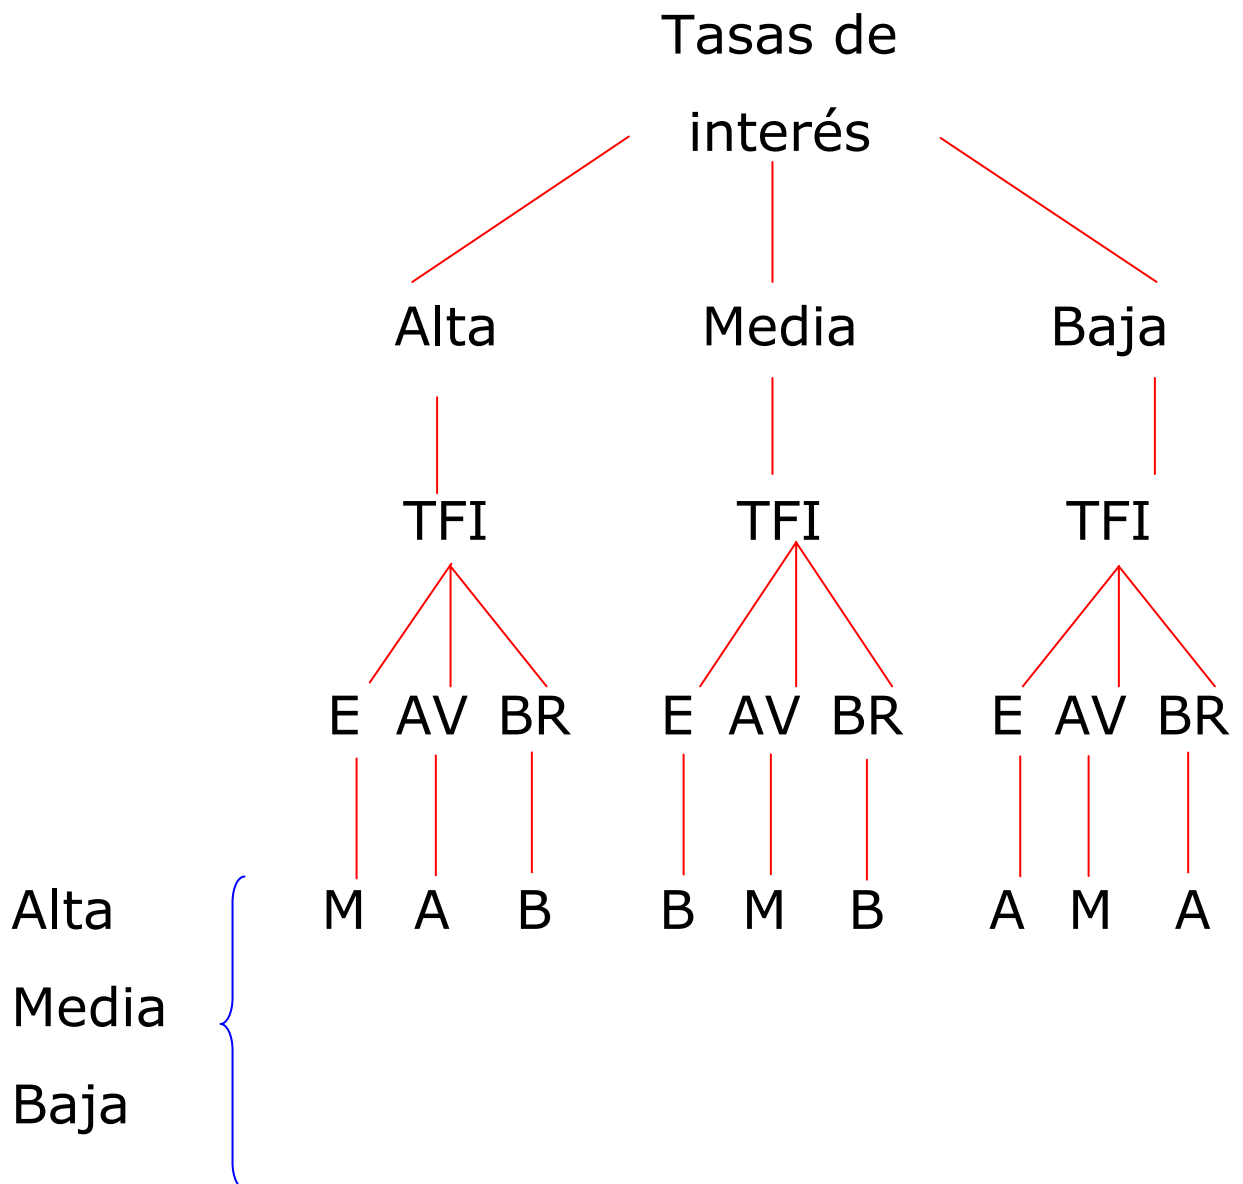 Tasas de
interés
Alta Media Baja
TFI TFI TFI
E AV BR E AV BR E AV BR
Alta M A B B M B A M A
Media
Baja